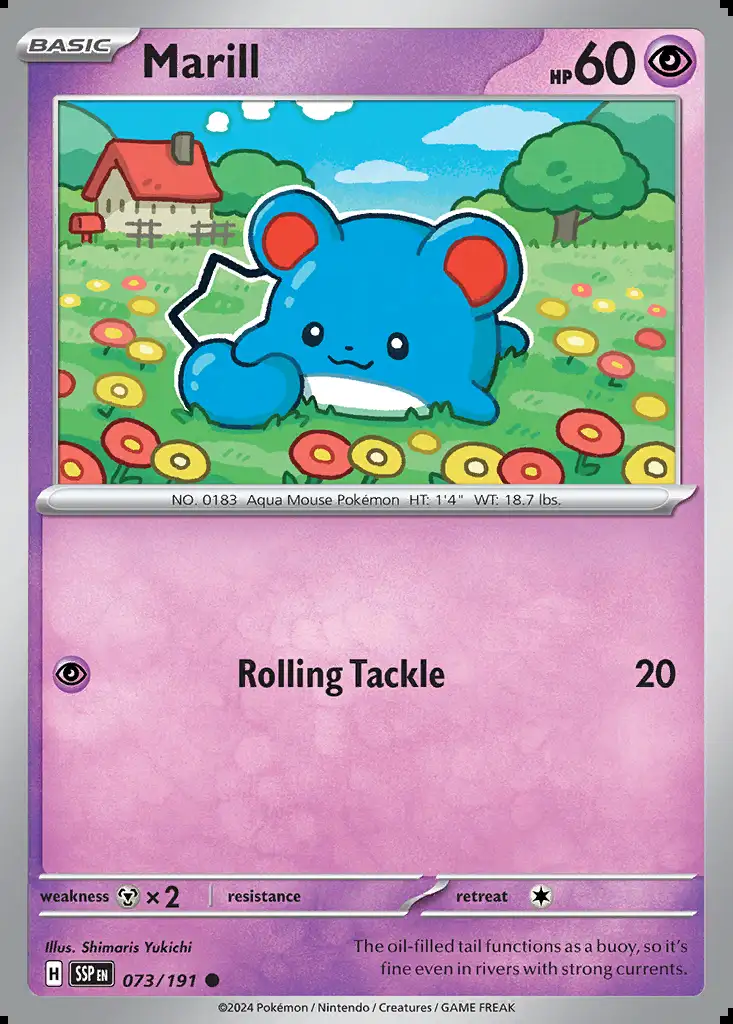 BASIC Marill HP 60
NO. 0183 Aqua Mouse Pokémon HT: 1'4" WT: 18.7 lbs.
Rolling Tackle 20
weakness ×2 resistance retreat
Illus. Shimaris Yukichi
The oil-filled tail functions as a buoy, so it's
fine even in rivers with strong currents.
H SSP EN 073/191
©2024 Pokémon / Nintendo / Creatures / GAME FREAK